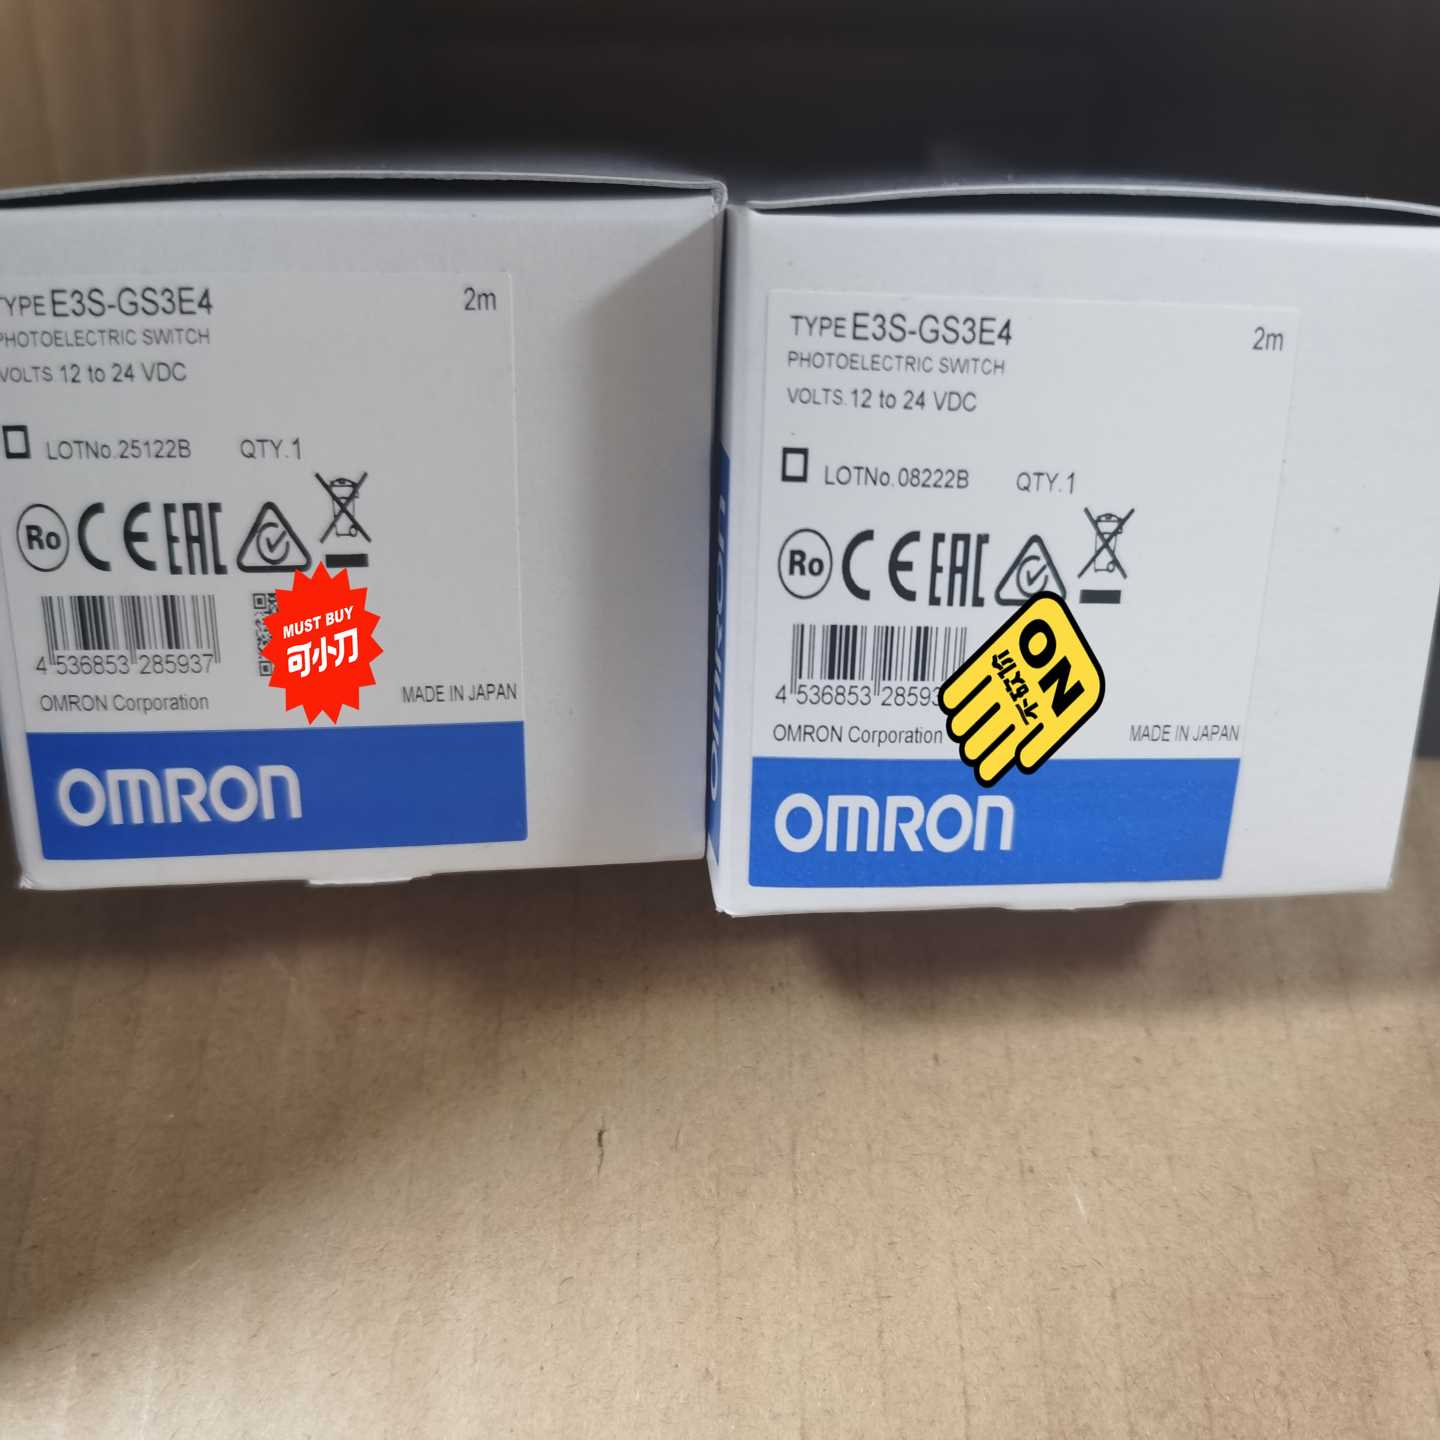 TYPE E3S-GS3E4 2m
PHOTOELECTRIC SWITCH
VOLTS. 12 to 24 VDC
LOTNo.25122B QTY.1
Ro CE EAC
4 536853 285937
MUST BUY
可小刀
OMRON Corporation MADE IN JAPAN
OMRON
TYPE E3S-GS3E4 2m
PHOTOELECTRIC SWITCH
VOLTS. 12 to 24 VDC
LOTNo.08222B QTY.1
Ro CE EAC
4 536853 28593
NO
OMRON Corporation MADE IN JAPAN
OMRON
OMRON